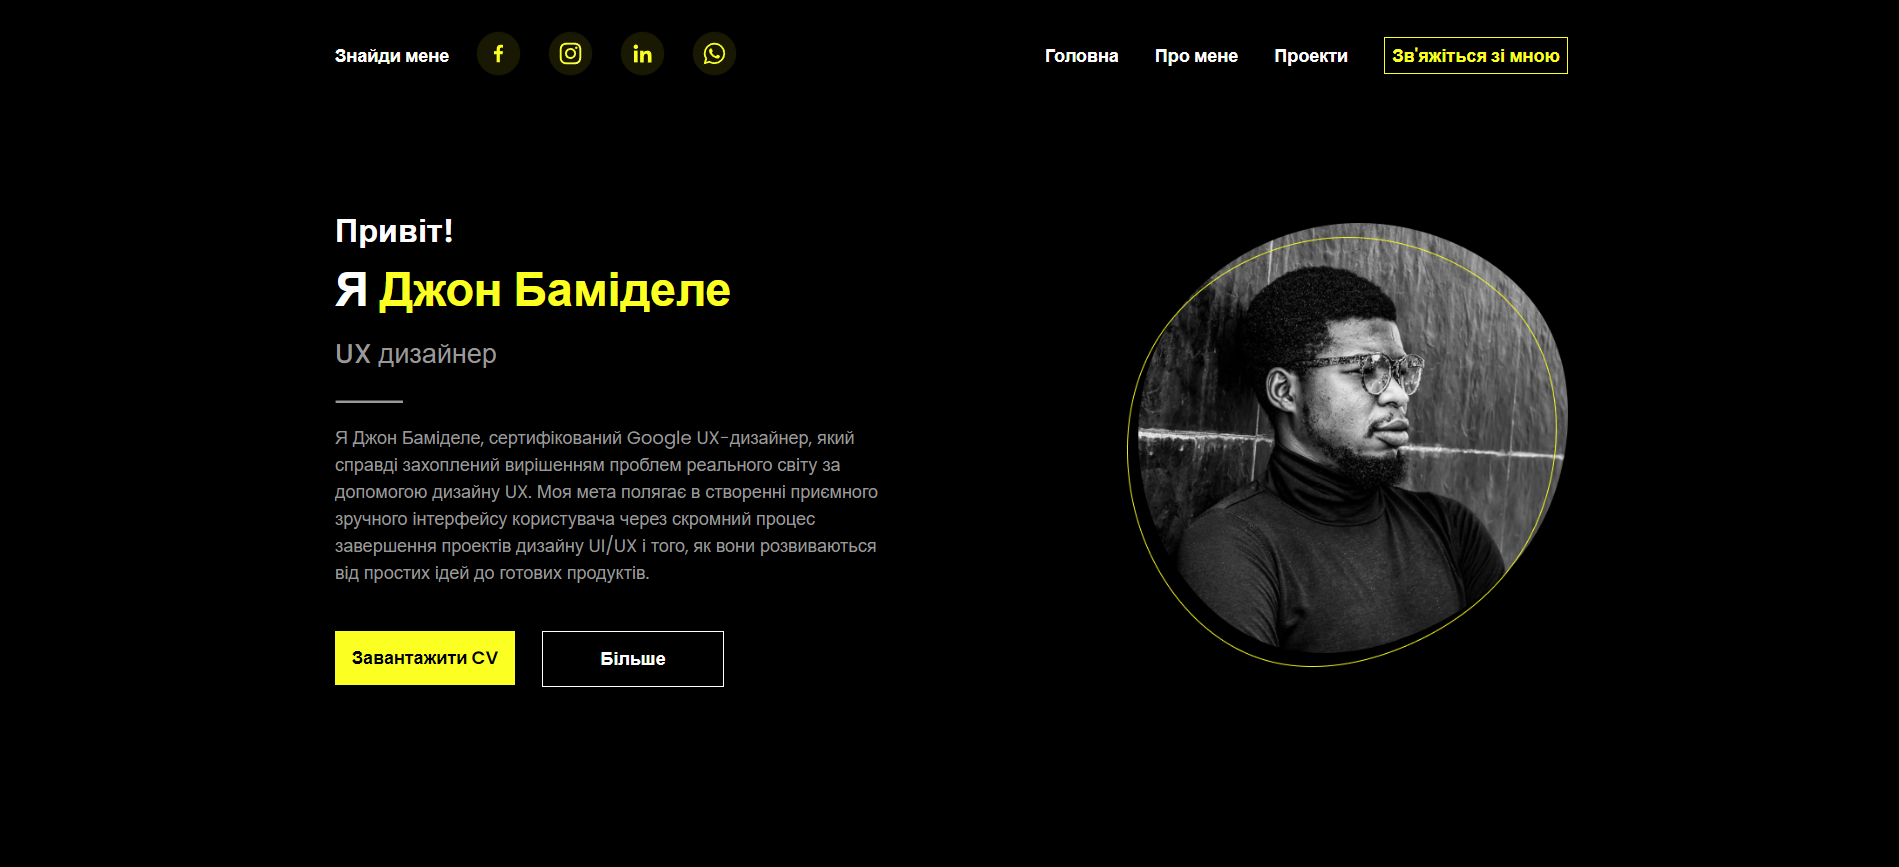 Знайди мене
Головна
Про мене
Проекти
Зв'яжіться зі мною
Привіт!
Я Джон Баміделе
UX дизайнер
Я Джон Баміделе, сертифікований Google UX-дизайнер, який
справді захоплений вирішенням проблем реального світу за
допомогою дизайну UX. Моя мета полягає в створенні приємного
зручного інтерфейсу користувача через скромний процес
завершення проектів дизайну UI/UX і того, як вони розвиваються
від простих ідей до готових продуктів.
Завантажити CV
Більше